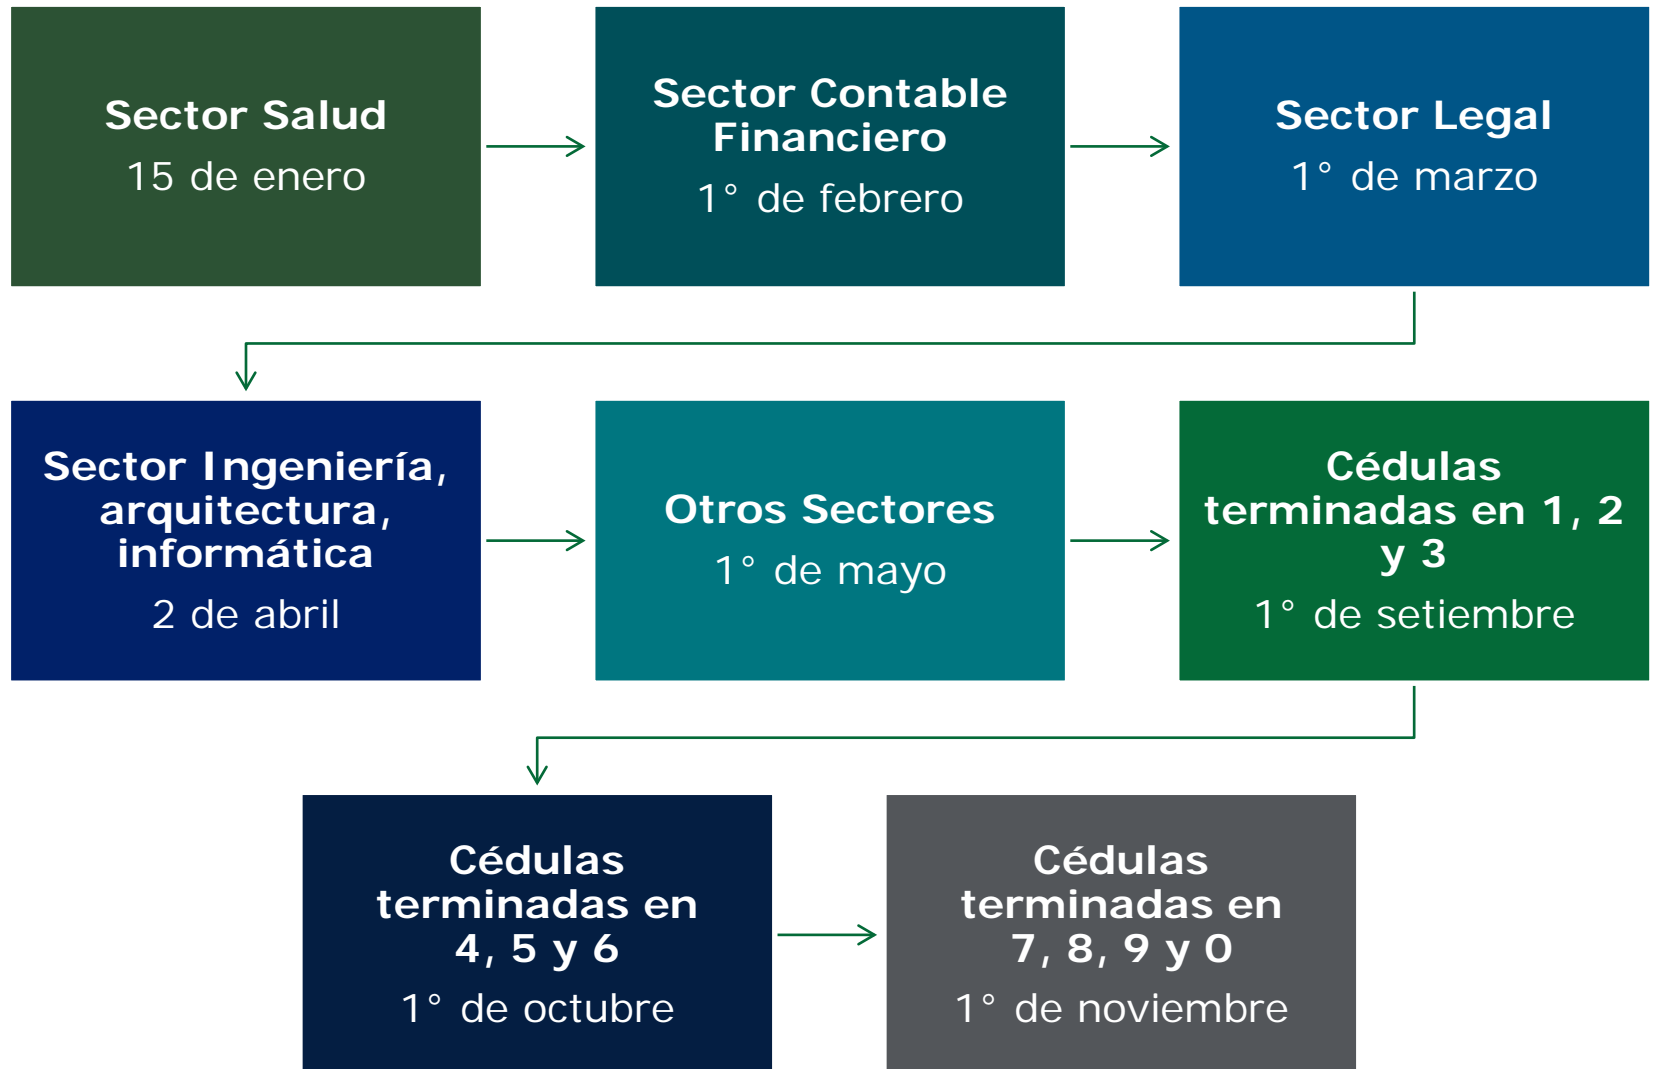 Sector Salud
15 de enero
Sector Contable
Financiero
1° de febrero
Sector Legal
1° de marzo
Sector Ingeniería,
arquitectura,
informática
2 de abril
Otros Sectores
1° de mayo
Cédulas
terminadas en 1, 2
y 3
1° de setiembre
Cédulas
terminadas en
4, 5 y 6
1° de octubre
Cédulas
terminadas en
7, 8, 9 y 0
1° de noviembre